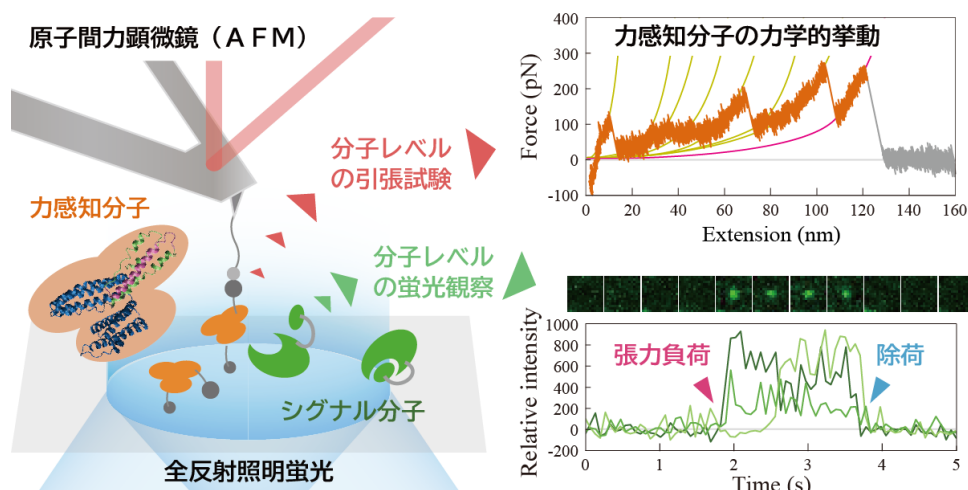 原子間力顕微鏡（ＡＦＭ）
力感知分子
分子レベル
の引張試験
分子レベル
の蛍光観察
シグナル分子
全反射照明蛍光
力感知分子の力学的挙動
Force (pN)
400
300
200
100
0
-100
0 20 40 60 80 100 120 140 160
Extension (nm)
Relative intensity
1000
800
600
400
200
0
-200
張力負荷
除荷
0 1 2 3 4 5
Time (s)